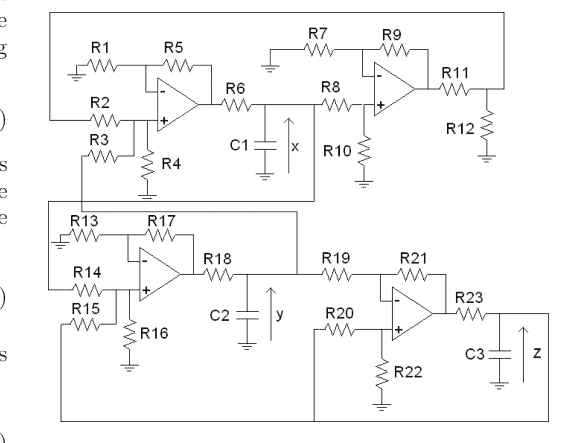 e
g
)
s
e
e
)
s
)
R1 R5 R7 R9
R2 R6 R8 R11
R3 R4 C1 x R10 R12
- + - +
R13 R17
R14 R18 R19 R21
R15 R16 C2 y R20 R23
R22 C3 z
- + - +